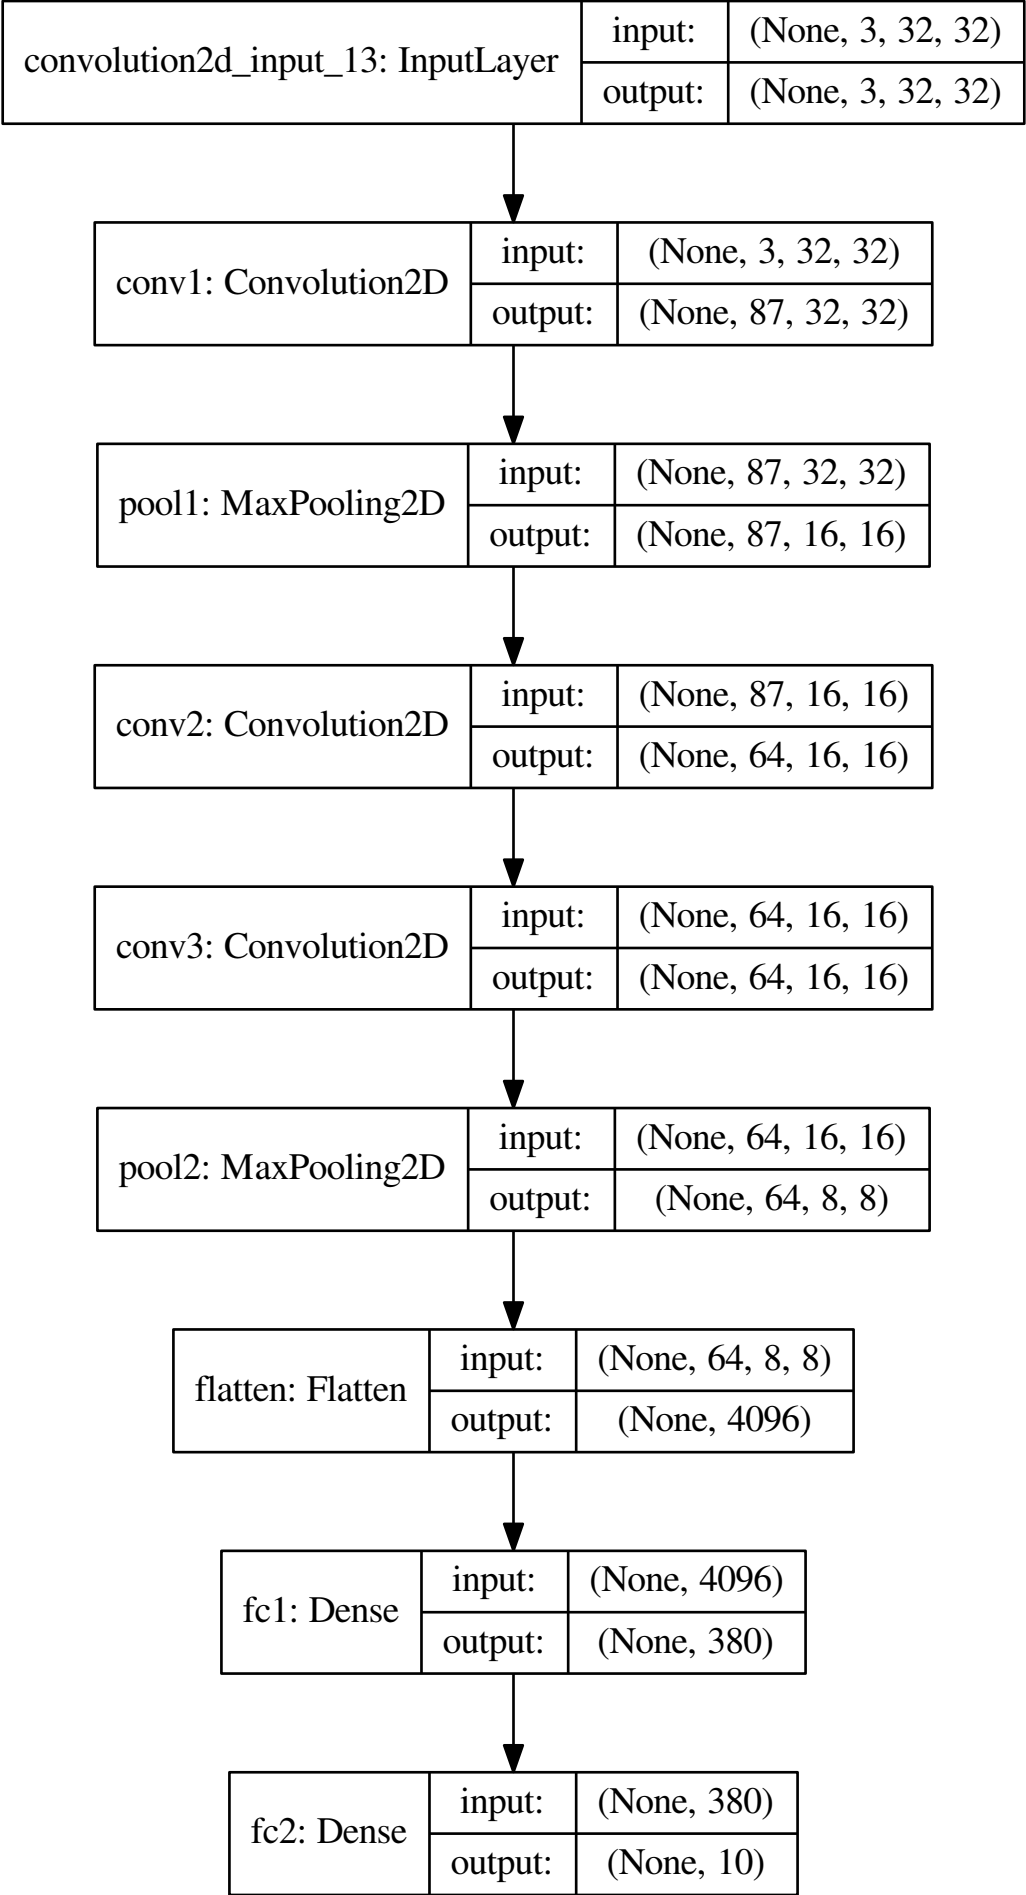 convolution2d_input_13: InputLayer
input:
(None, 3, 32, 32)
output:
(None, 3, 32, 32)
conv1: Convolution2D
input:
(None, 3, 32, 32)
output:
(None, 87, 32, 32)
pool1: MaxPooling2D
input:
(None, 87, 32, 32)
output:
(None, 87, 16, 16)
conv2: Convolution2D
input:
(None, 87, 16, 16)
output:
(None, 64, 16, 16)
conv3: Convolution2D
input:
(None, 64, 16, 16)
output:
(None, 64, 16, 16)
pool2: MaxPooling2D
input:
(None, 64, 16, 16)
output:
(None, 64, 8, 8)
flatten: Flatten
input:
(None, 64, 8, 8)
output:
(None, 4096)
fc1: Dense
input:
(None, 4096)
output:
(None, 380)
fc2: Dense
input:
(None, 380)
output:
(None, 10)